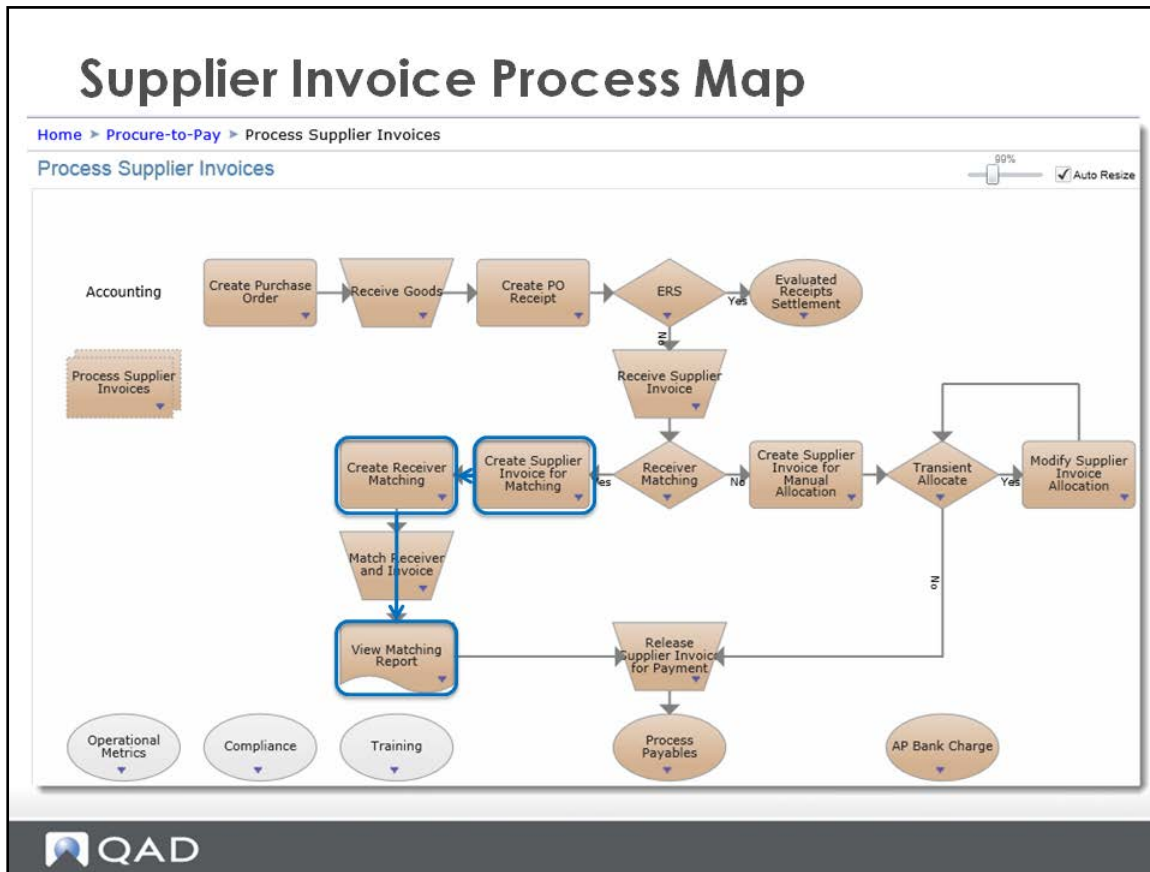 Supplier Invoice Process Map
Home > Procure-to-Pay > Process Supplier Invoices
Process Supplier Invoices
99%
Auto Resize
Accounting
Create Purchase
Order
Receive Goods
Create PO
Receipt
ERS
Yes
Evaluated
Receipts
Settlement
No
Process Supplier
Invoices
Receive Supplier
Invoice
Create Receiver
Matching
Create Supplier
Invoice for
Matching
Yes
Receiver
Matching
No
Create Supplier
Invoice for
Manual
Allocation
Transient
Allocate
Yes
Modify Supplier
Invoice
Allocation
Match Receiver
and Invoice
No
View Matching
Report
Release
Supplier Invoice
for Payment
Operational
Metrics
Compliance
Training
Process
Payables
AP Bank Charge
QAD